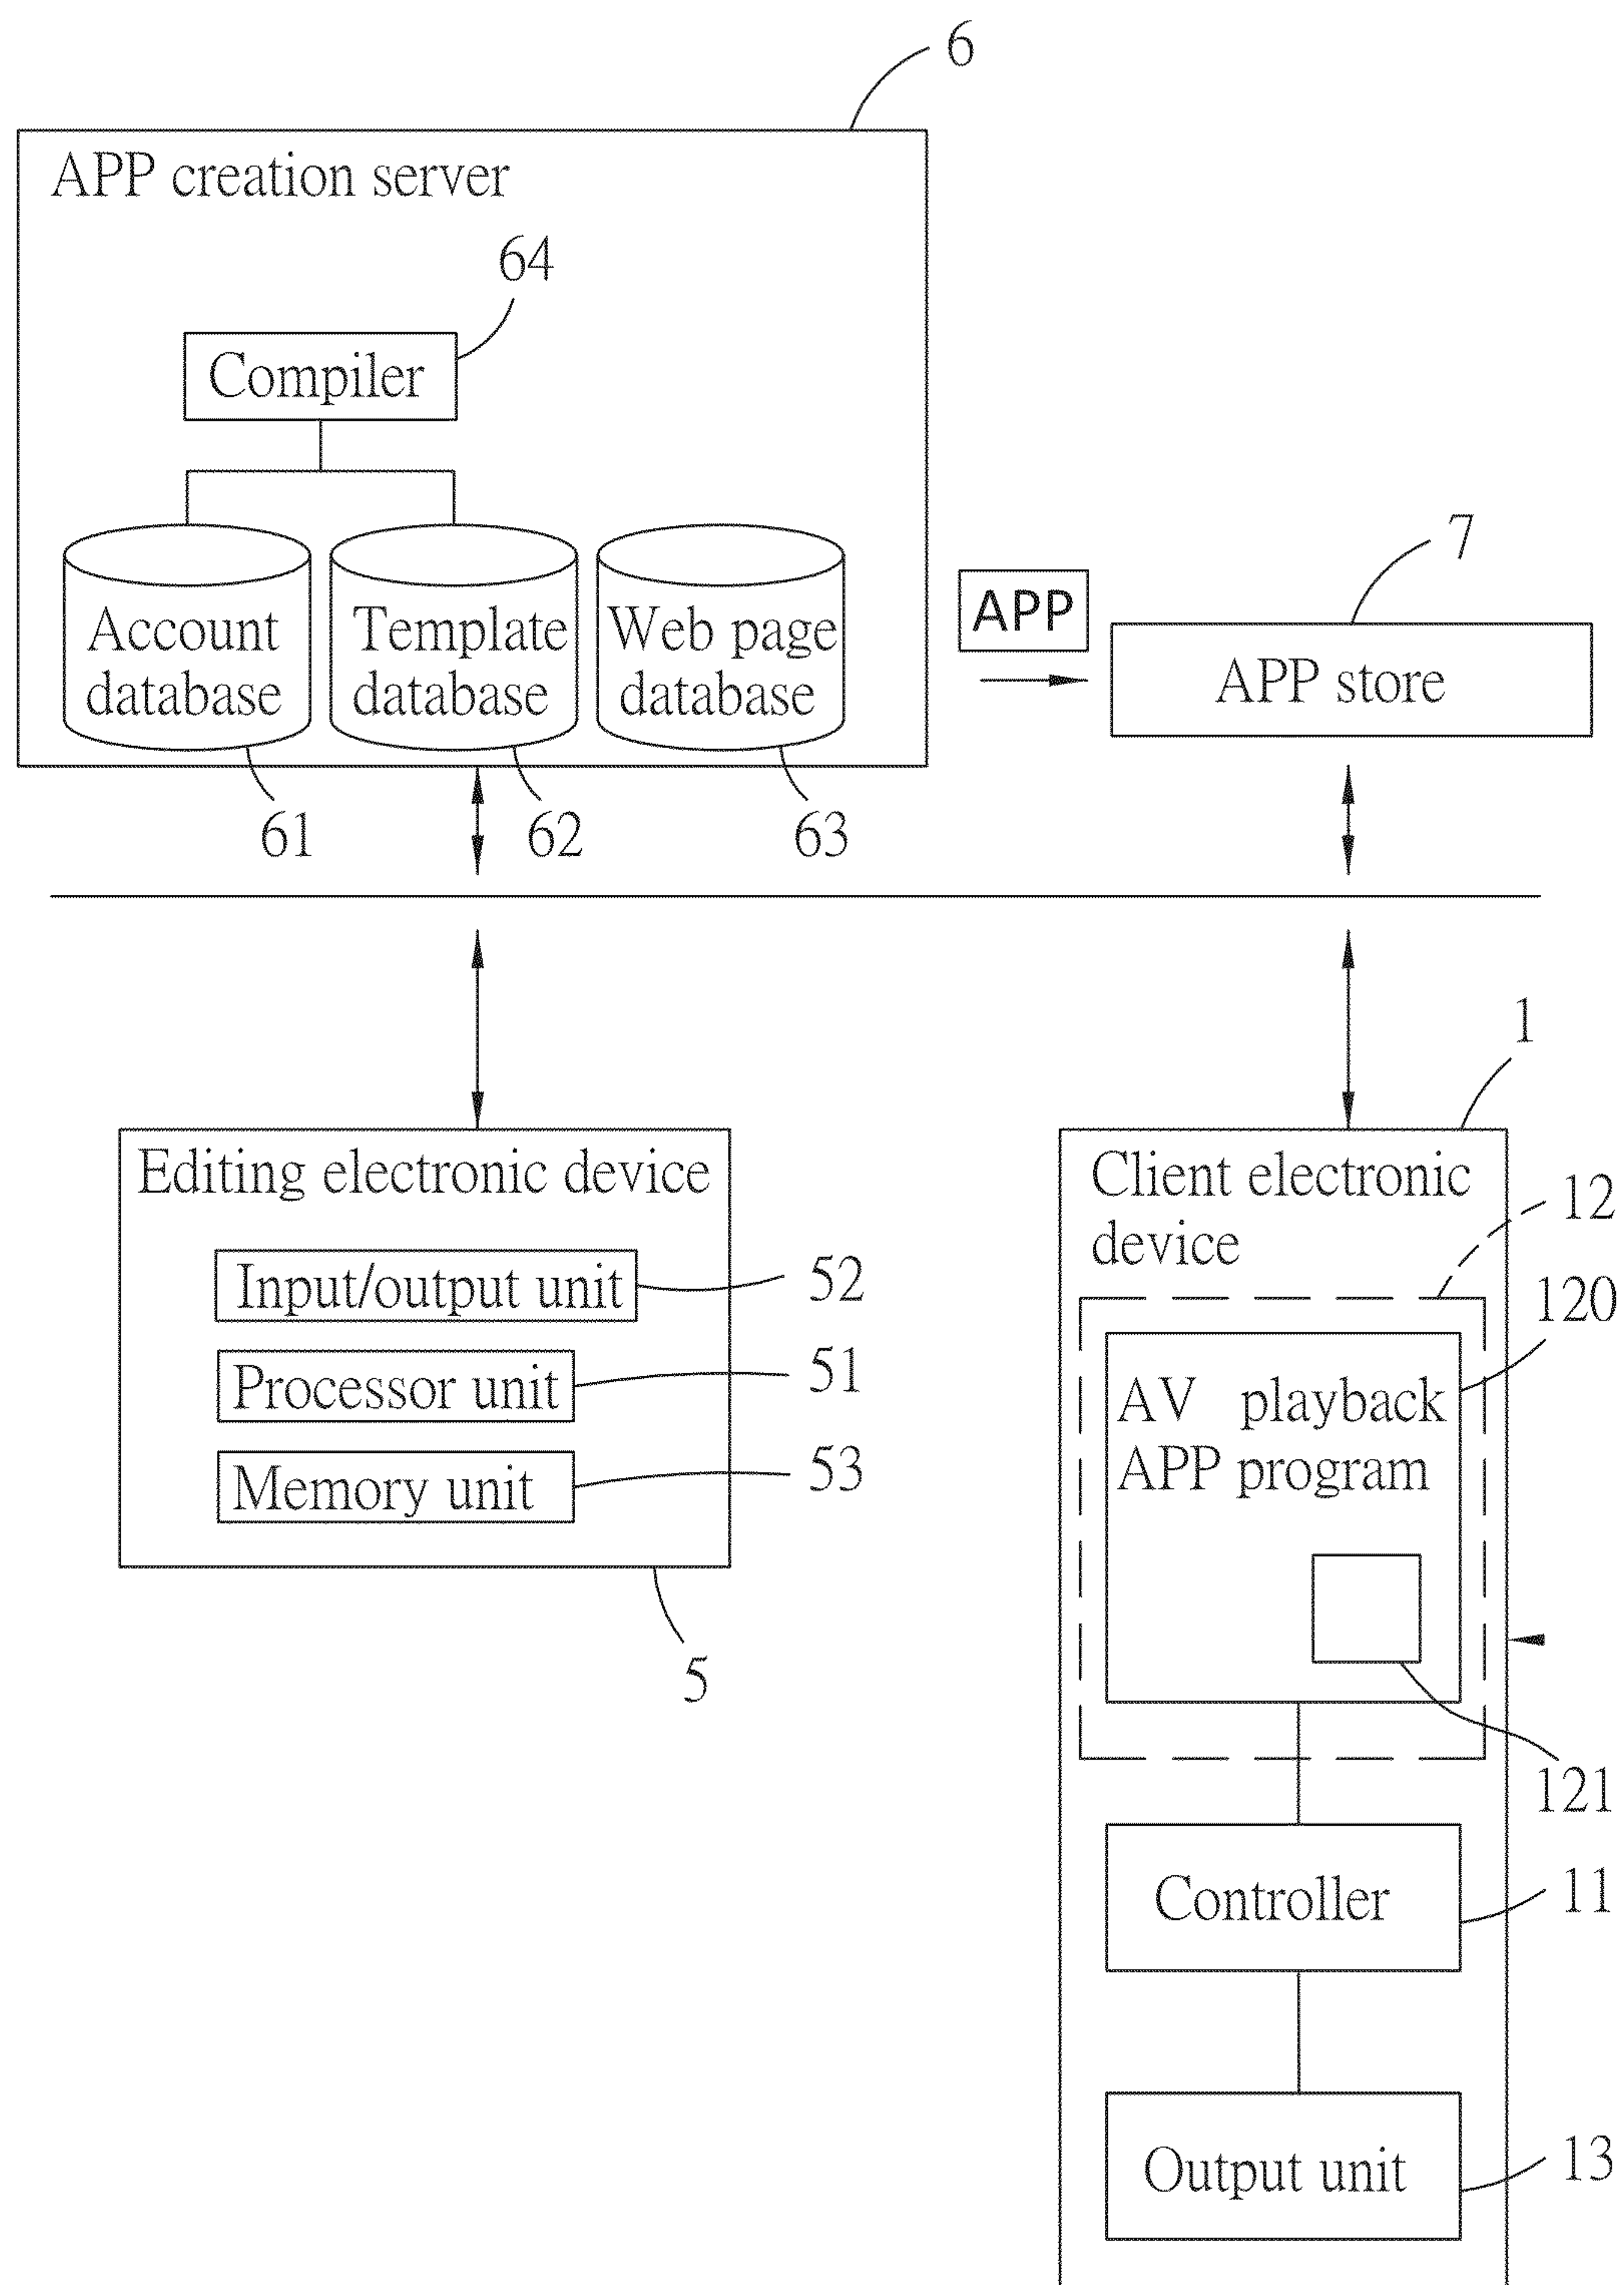 6
APP creation server
64
Compiler
Account
database
Template
database
Web page
database
61
62
63
APP
7
APP store
Editing electronic device
Input/output unit
52
Processor unit
51
Memory unit
53
5
1
Client electronic
device
12
120
AV playback
APP program
121
Controller
11
Output unit
13